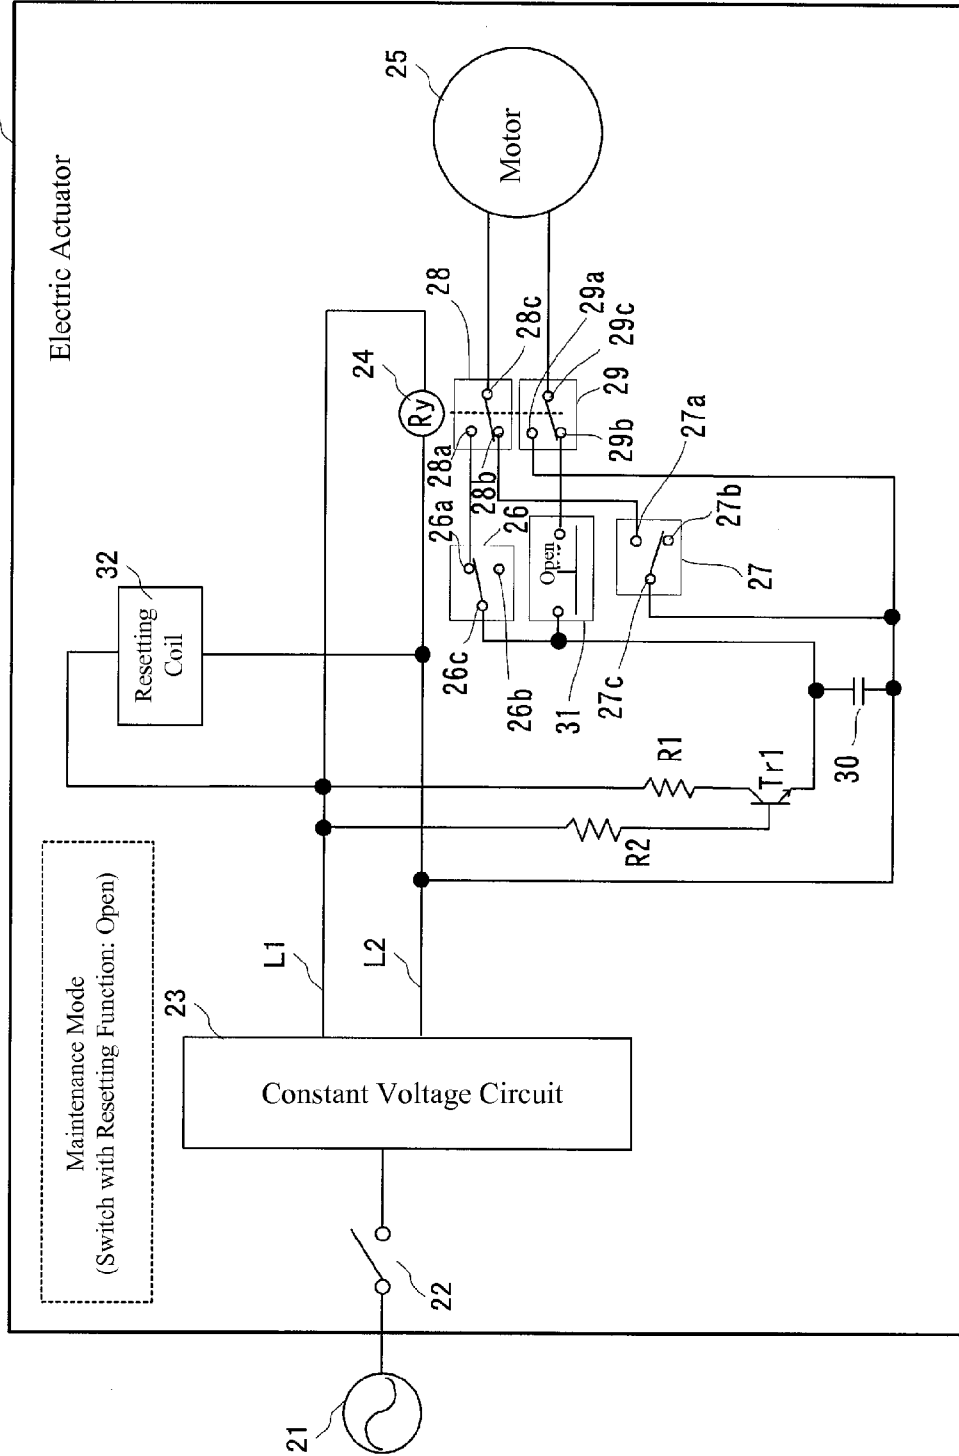 Electric Actuator
Maintenance Mode
(Switch with Resetting Function: Open)
32
Resetting
Coil
24
Ry
25
Motor
28
28c
28a
28b
29a
29c
29
29b
26a
26
26c
26b
Open
31
27a
27b
27
27c
L1
L2
23
Constant Voltage Circuit
R1
R2
Tr1
30
22
21